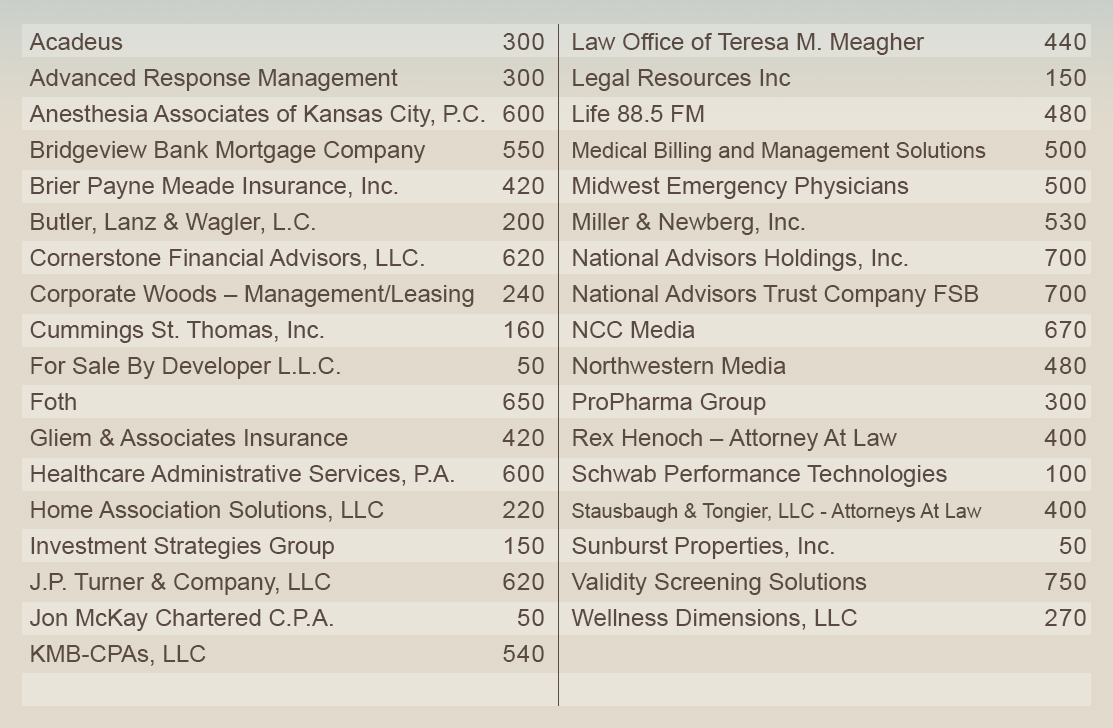 Acadeus 300
Advanced Response Management 300
Anesthesia Associates of Kansas City, P.C. 600
Bridgeview Bank Mortgage Company 550
Brier Payne Meade Insurance, Inc. 420
Butler, Lanz & Wagler, L.C. 200
Cornerstone Financial Advisors, LLC. 620
Corporate Woods – Management/Leasing 240
Cummings St. Thomas, Inc. 160
For Sale By Developer L.L.C. 50
Foth 650
Gliem & Associates Insurance 420
Healthcare Administrative Services, P.A. 600
Home Association Solutions, LLC 220
Investment Strategies Group 150
J.P. Turner & Company, LLC 620
Jon McKay Chartered C.P.A. 50
KMB-CPAs, LLC 540
Law Office of Teresa M. Meagher 440
Legal Resources Inc 150
Life 88.5 FM 480
Medical Billing and Management Solutions 500
Midwest Emergency Physicians 500
Miller & Newberg, Inc. 530
National Advisors Holdings, Inc. 700
National Advisors Trust Company FSB 700
NCC Media 670
Northwestern Media 480
ProPharma Group 300
Rex Henoch – Attorney At Law 400
Schwab Performance Technologies 100
Stausbaugh & Tongier, LLC - Attorneys At Law 400
Sunburst Properties, Inc. 50
Validity Screening Solutions 750
Wellness Dimensions, LLC 270